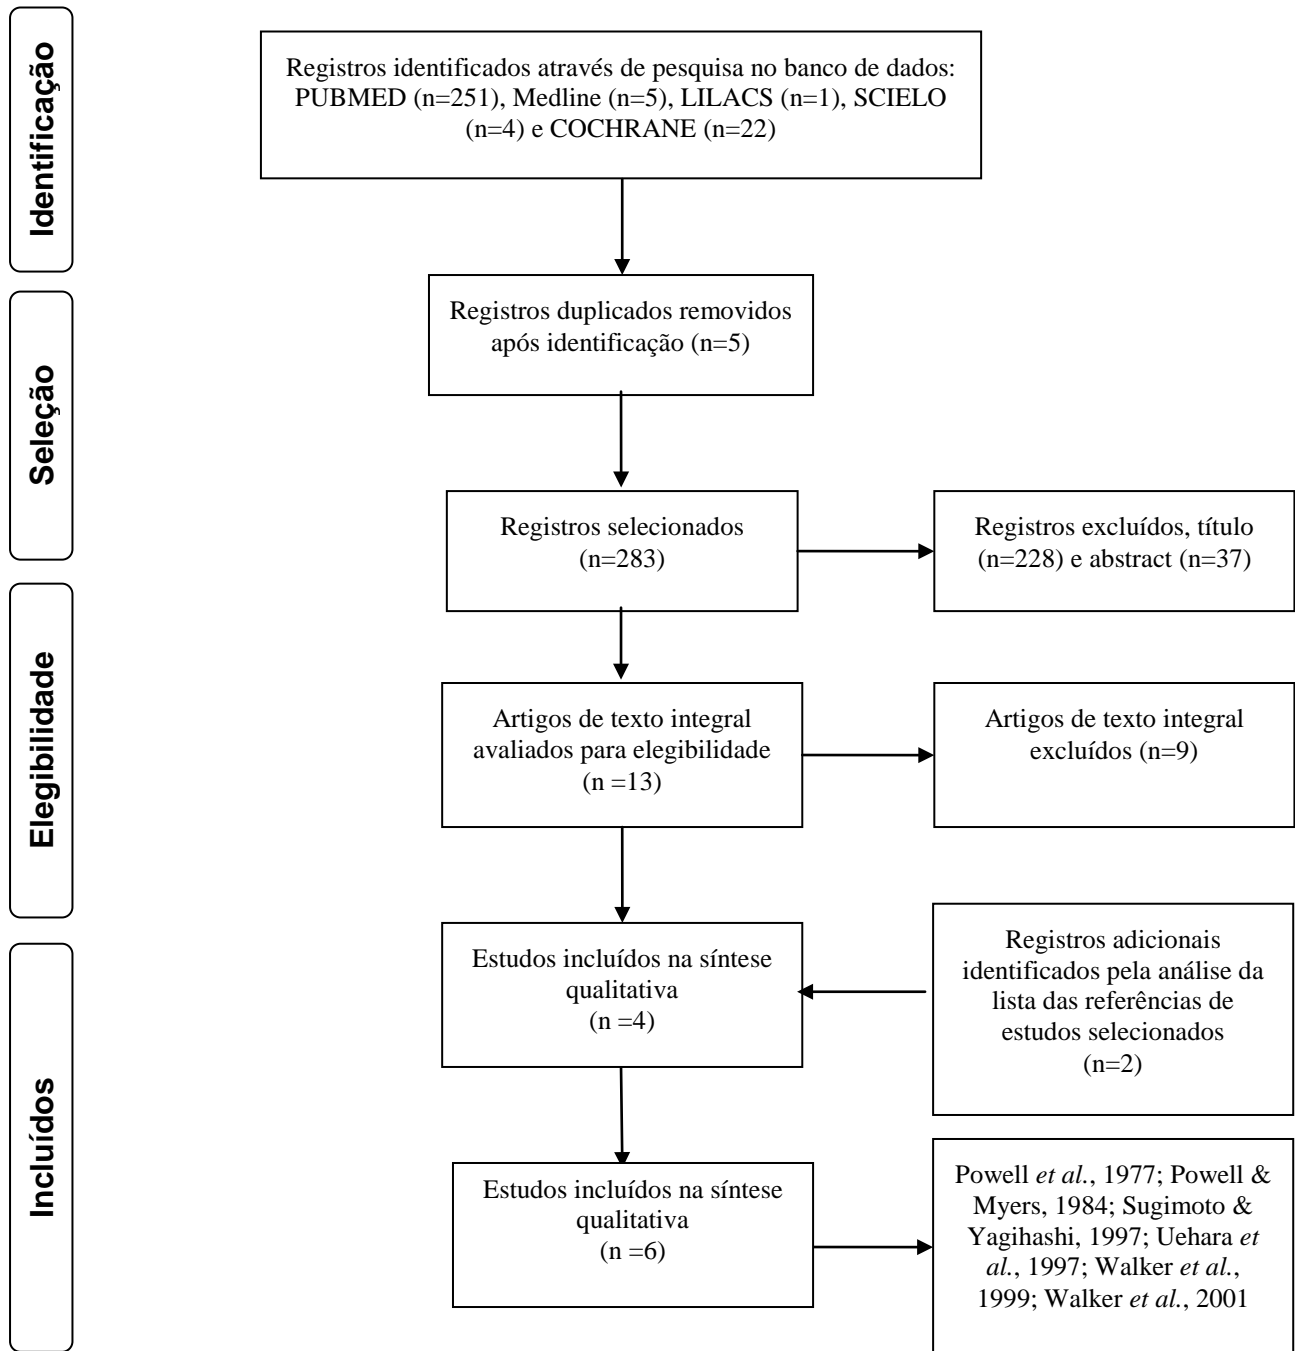 Identificação
Registros identificados através de pesquisa no banco de dados:
PUBMED (n=251), Medline (n=5), LILACS (n=1), SCIELO
(n=4) e COCHRANE (n=22)
Seleção
Registros duplicados removidos
após identificação (n=5)
Registros selecionados
(n=283)
Registros excluídos, título
(n=228) e abstract (n=37)
Elegibilidade
Artigos de texto integral
avaliados para elegibilidade
(n =13)
Artigos de texto integral
excluídos (n=9)
Incluídos
Estudos incluídos na síntese
qualitativa
(n =4)
Registros adicionais
identificados pela análise da
lista das referências de
estudos selecionados
(n=2)
Estudos incluídos na síntese
qualitativa
(n =6)
Powell et al., 1977; Powell &
Myers, 1984; Sugimoto &
Yagihashi, 1997; Uehara et
al., 1997; Walker et al.,
1999; Walker et al., 2001